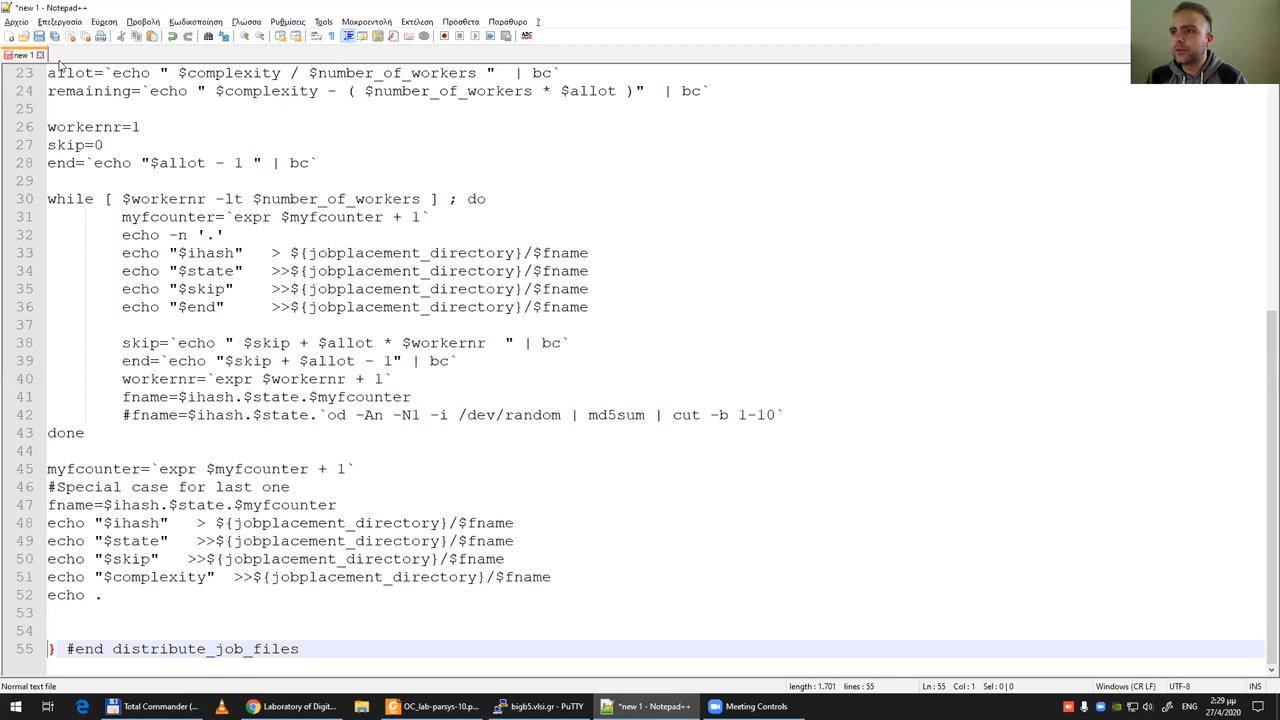 *new 1 - Notepad++
Αρχείο Επεξεργασία Εύρεση Προβολή Κωδικοποίηση Γλώσσα Ρυθμίσεις Tools Μακροεντολή Εκτέλεση Πρόσθετα Παράθυρο ?
new 1
23 allot=`echo " $complexity / $number_of_workers " | bc`
24 remaining=`echo " $complexity - ( $number_of_workers * $allot )" | bc`
25
26 workernr=1
27 skip=0
28 end=`echo "$allot - 1 " | bc`
29
30 while [ $workernr -lt $number_of_workers ] ; do
31 myfcounter=`expr $myfcounter + 1`
32 echo -n '.'
33 echo "$ihash" > ${jobplacement_directory}/$fname
34 echo "$state" >>${jobplacement_directory}/$fname
35 echo "$skip" >>${jobplacement_directory}/$fname
36 echo "$end" >>${jobplacement_directory}/$fname
37
38 skip=`echo " $skip + $allot * $workernr " | bc`
39 end=`echo "$skip + $allot - 1" | bc`
40 workernr=`expr $workernr + 1`
41 fname=$ihash.$state.$myfcounter
42 #fname=$ihash.$state.`od -An -N1 -i /dev/random | md5sum | cut -b 1-10`
43 done
44
45 myfcounter=`expr $myfcounter + 1`
46 #Special case for last one
47 fname=$ihash.$state.$myfcounter
48 echo "$ihash" > ${jobplacement_directory}/$fname
49 echo "$state" >>${jobplacement_directory}/$fname
50 echo "$skip" >>${jobplacement_directory}/$fname
51 echo "$complexity" >>${jobplacement_directory}/$fname
52 echo .
53
54
55 } #end distribute_job_files
Normal text file length : 1.701 lines : 55 Ln : 55 Col : 1 Sel : 0 | 0 Windows (CR LF) UTF-8 INS
Total Commander (... Laboratory of Digit... OC_lab-parsys-10.p... bigb5.vlsi.gr - PuTTY *new 1 - Notepad++ Meeting Controls 2:29 μμ
27/4/2020